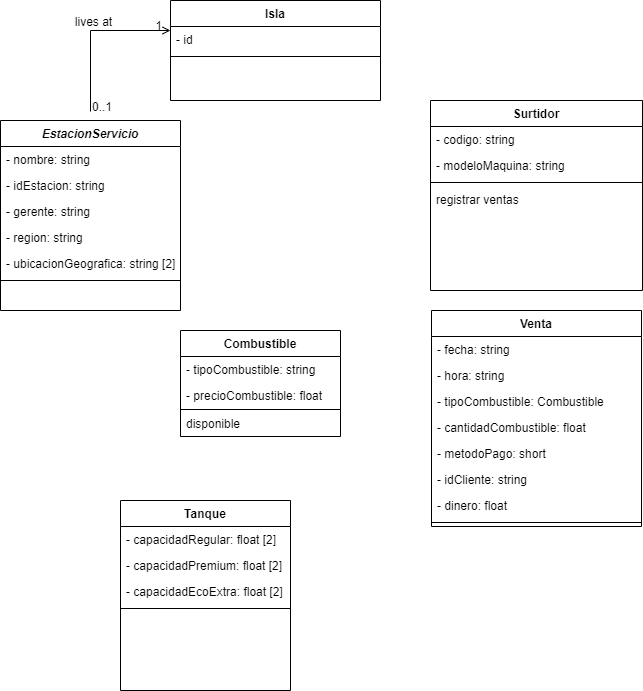 Isla
- id
lives at
1
0..1
EstacionServicio
- nombre: string
- idEstacion: string
- gerente: string
- region: string
- ubicacionGeografica: string [2]
Surtidor
- codigo: string
- modeloMaquina: string
registrar ventas
Combustible
- tipoCombustible: string
- precioCombustible: float
disponible
Venta
- fecha: string
- hora: string
- tipoCombustible: Combustible
- cantidadCombustible: float
- metodoPago: short
- idCliente: string
- dinero: float
Tanque
- capacidadRegular: float [2]
- capacidadPremium: float [2]
- capacidadEcoExtra: float [2]